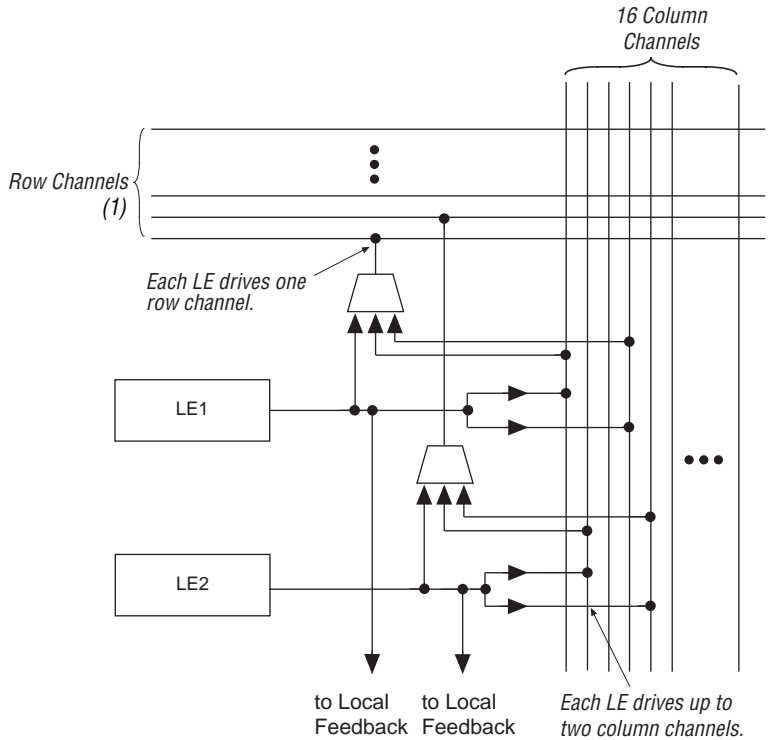 16 Column
Channels
Row Channels
(1)
Each LE drives one
row channel.
LE1
LE2
to Local
Feedback
to Local
Feedback
Each LE drives up to
two column channels.